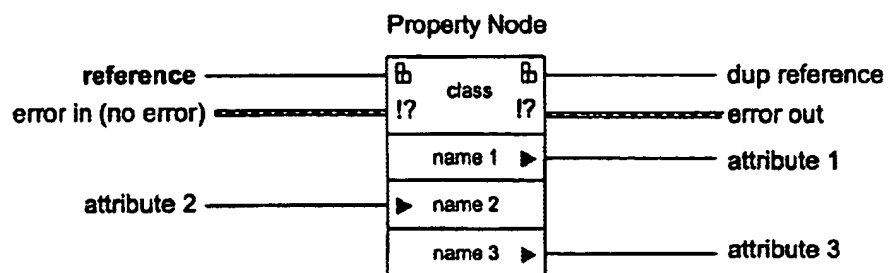 Property Node
reference class dup reference
error in (no error) !? !? error out
name 1 attribute 1
attribute 2 name 2
name 3 attribute 3